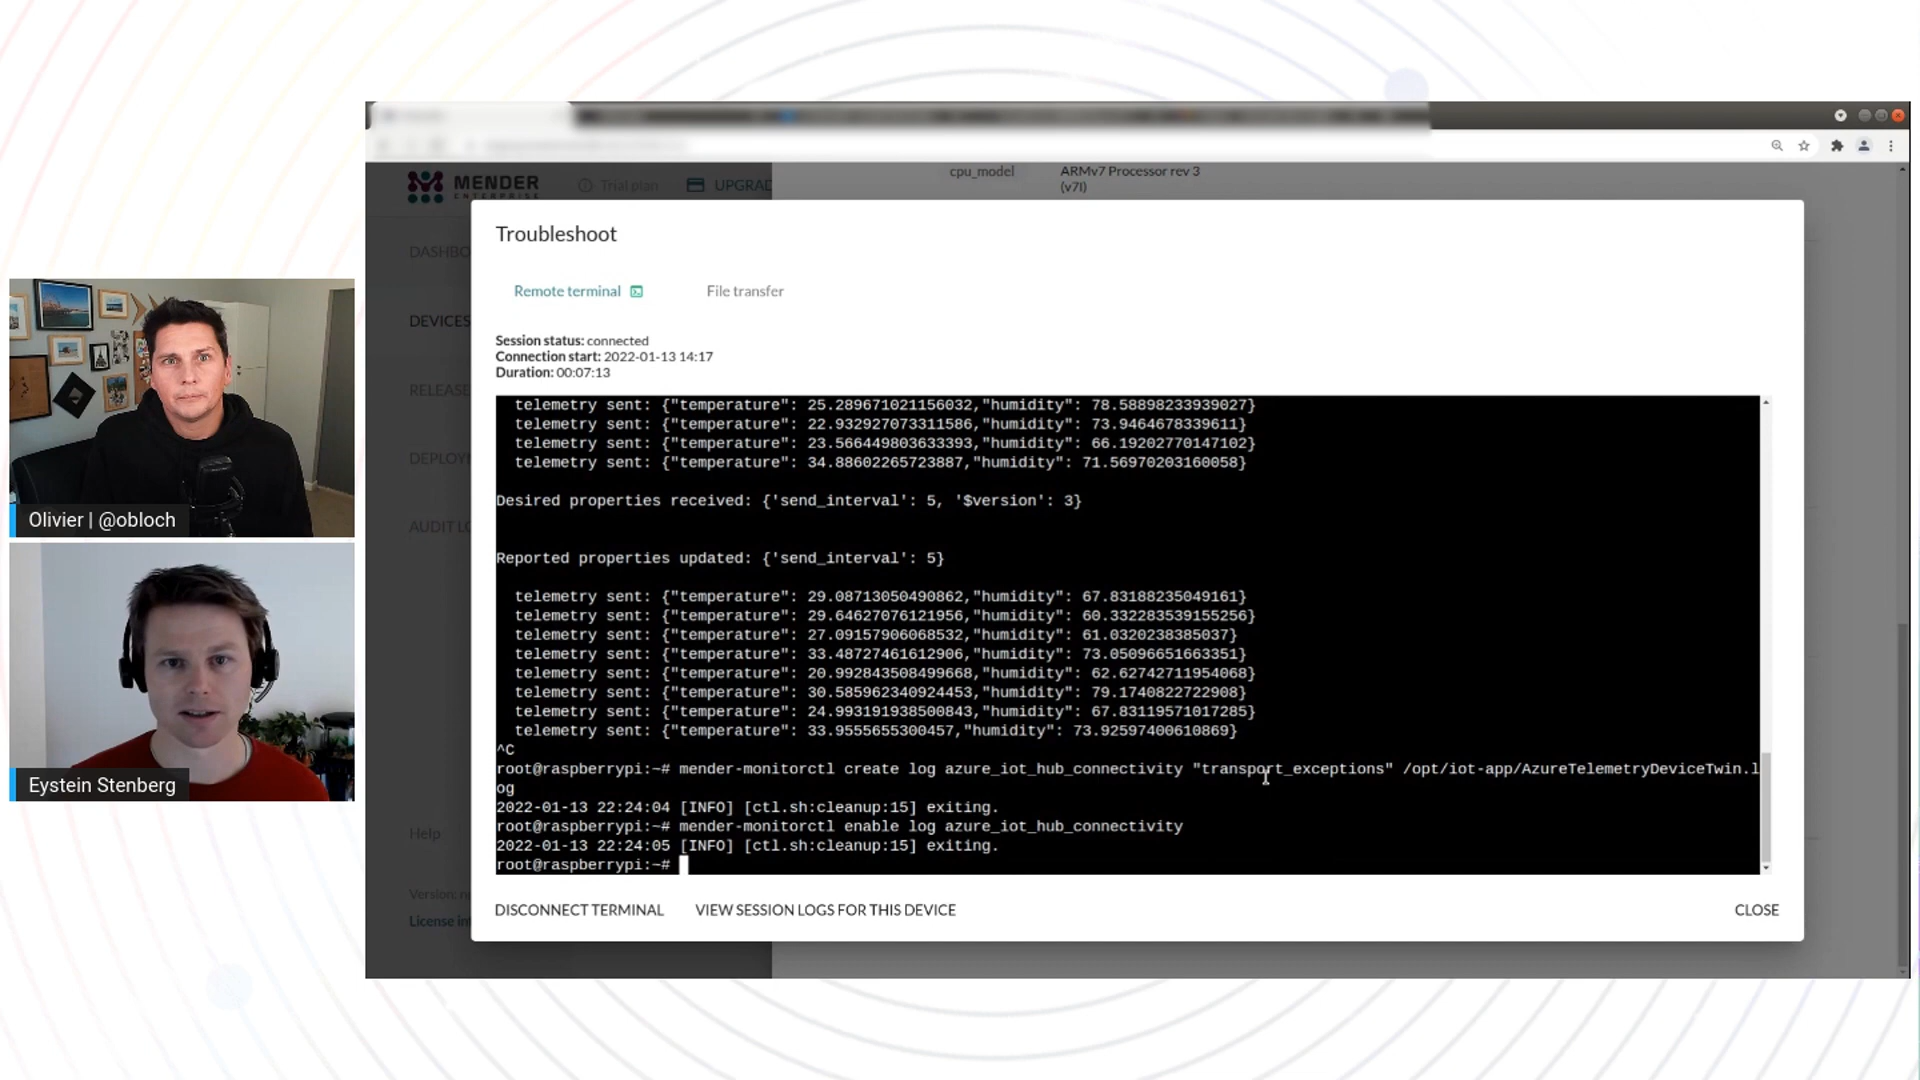 cpu_model
ARMv7 Processor rev 3
(v7l)
MENDER
ENTERPRISE
Trial plan
UPGRAD
Troubleshoot
DASHBO
Remote terminal
File transfer
DEVICES
Session status: connected
Connection start: 2022-01-13 14:17
Duration: 00:07:13
RELEASE
DEPLOYM
AUDIT LO
telemetry sent: {"temperature": 25.289671021156032,"humidity": 78.58898233939027}
telemetry sent: {"temperature": 22.932927073311586,"humidity": 73.9464678339611}
telemetry sent: {"temperature": 23.566449803633393,"humidity": 66.19202770147102}
telemetry sent: {"temperature": 34.88602265723887,"humidity": 71.56970203160058}
Desired properties received: {'send_interval': 5, '$version': 3}
Reported properties updated: {'send_interval': 5}
telemetry sent: {"temperature": 29.08713050490862,"humidity": 67.83188235049161}
telemetry sent: {"temperature": 29.64627076121956,"humidity": 60.332283539155256}
telemetry sent: {"temperature": 27.09157906068532,"humidity": 61.0320238385037}
telemetry sent: {"temperature": 33.48727461612906,"humidity": 73.05096651663351}
telemetry sent: {"temperature": 20.992843508499668,"humidity": 62.62742711954068}
telemetry sent: {"temperature": 30.585962340924453,"humidity": 79.1740822722908}
telemetry sent: {"temperature": 24.993191938500843,"humidity": 67.83119571017285}
telemetry sent: {"temperature": 33.9555655300457,"humidity": 73.92597400610869}
^C
root@raspberrypi:~# mender-monitorctl create log azure_iot_hub_connectivity "transport_exceptions" /opt/iot-app/AzureTelemetryDeviceTwin.l
og
2022-01-13 22:24:04 [INFO] [ctl.sh:cleanup:15] exiting.
root@raspberrypi:~# mender-monitorctl enable log azure_iot_hub_connectivity
2022-01-13 22:24:05 [INFO] [ctl.sh:cleanup:15] exiting.
root@raspberrypi:~#
Help
Version: n
License in
DISCONNECT TERMINAL
VIEW SESSION LOGS FOR THIS DEVICE
CLOSE
Olivier | @obloch
Eystein Stenberg